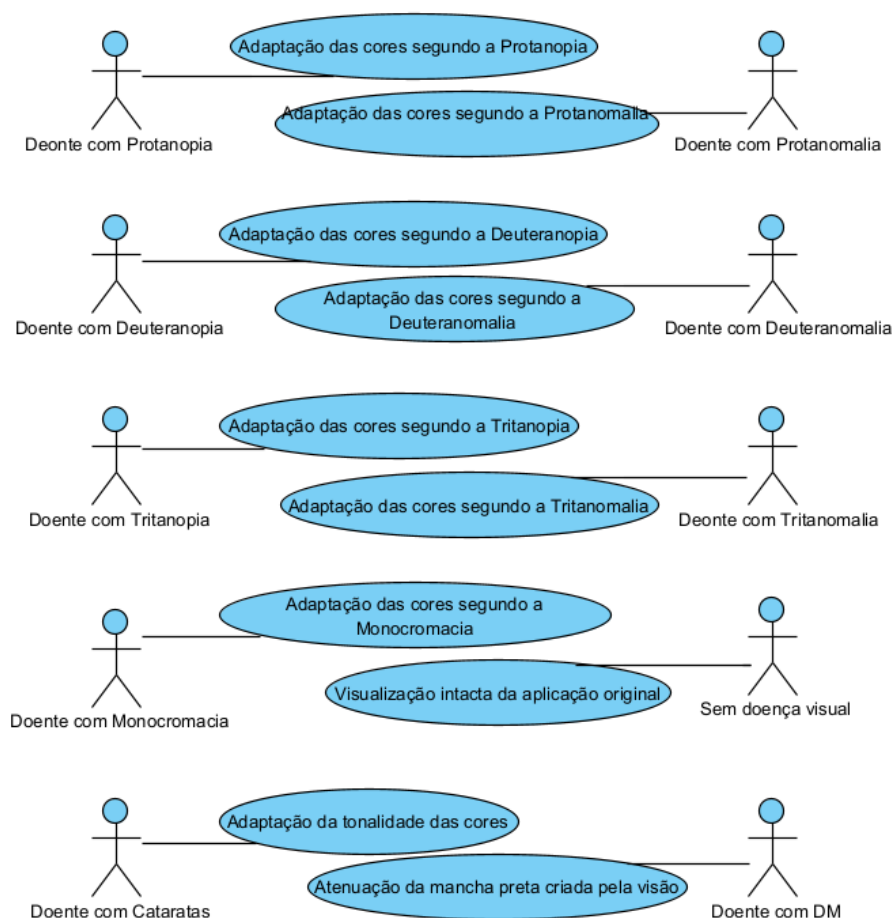 Adaptação das cores segundo a Protanopia
Adaptação das cores segundo a Protanomalia
Deonte com Protanopia
Doente com Protanomalia
Adaptação das cores segundo a Deuteranopia
Adaptação das cores segundo a
Deuteranomalia
Doente com Deuteranopia
Doente com Deuteranomalia
Adaptação das cores segundo a Tritanopia
Adaptação das cores segundo a Tritanomalia
Doente com Tritanopia
Deonte com Tritanomalia
Adaptação das cores segundo a
Monocromacia
Visualização intacta da aplicação original
Doente com Monocromacia
Sem doença visual
Adaptação da tonalidade das cores
Atenuação da mancha preta criada pela visão
Doente com Cataratas
Doente com DM